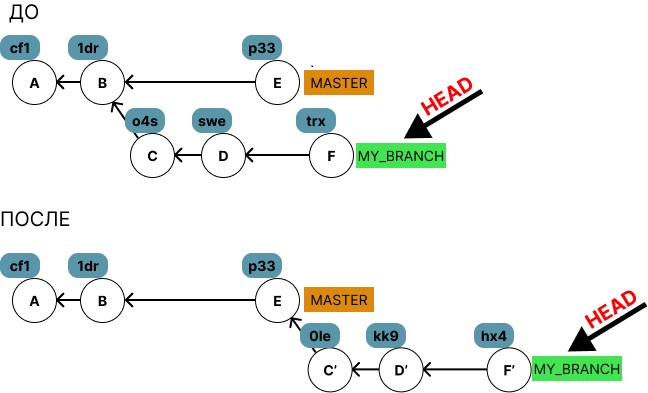 ДО
cf1 1dr p33
A B E MASTER
HEAD
o4s swe trx
C D F MY_BRANCH
ПОСЛЕ
cf1 1dr p33
A B E MASTER
HEAD
0le kk9 hx4
C’ D’ F’ MY_BRANCH